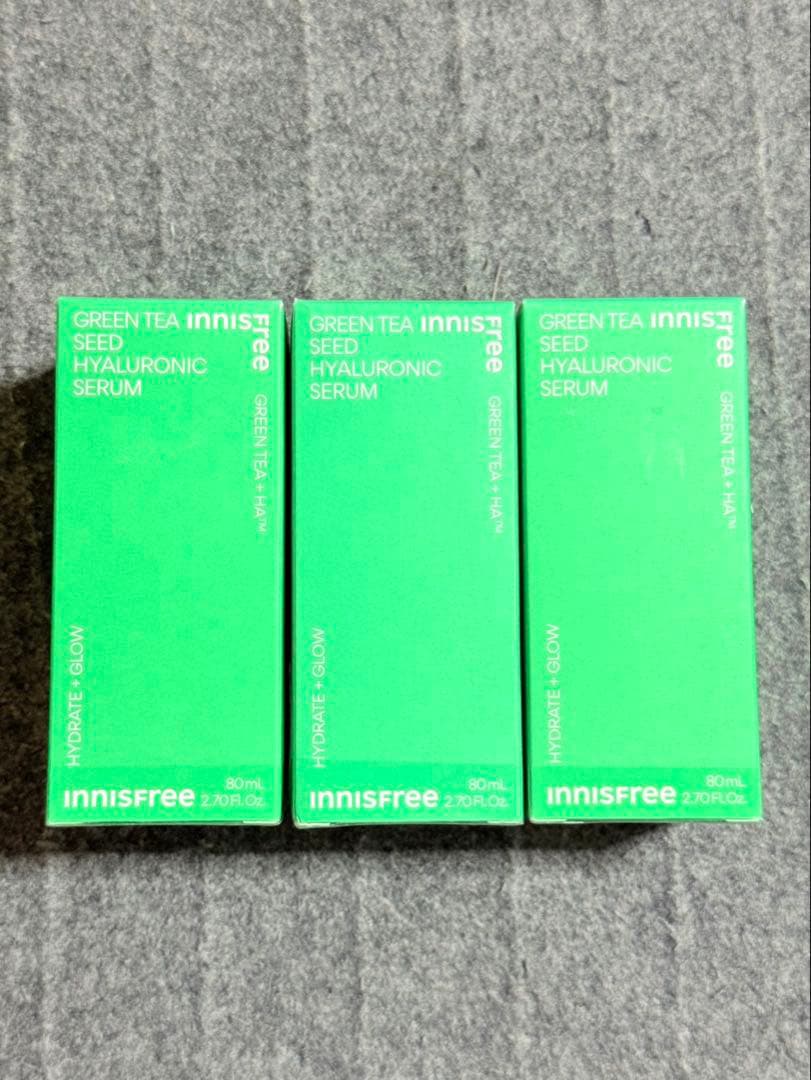 GREEN TEA
SEED
HYALURONIC
SERUM
innisFree
GREEN TEA + HA™
HYDRATE + GLOW
innisFree
80mL
2.70 Fl.Oz.
GREEN TEA
SEED
HYALURONIC
SERUM
innisFree
GREEN TEA + HA™
HYDRATE + GLOW
innisFree
80mL
2.70 Fl.Oz.
GREEN TEA
SEED
HYALURONIC
SERUM
innisFree
GREEN TEA + HA™
HYDRATE + GLOW
innisFree
80mL
2.70 Fl.Oz.